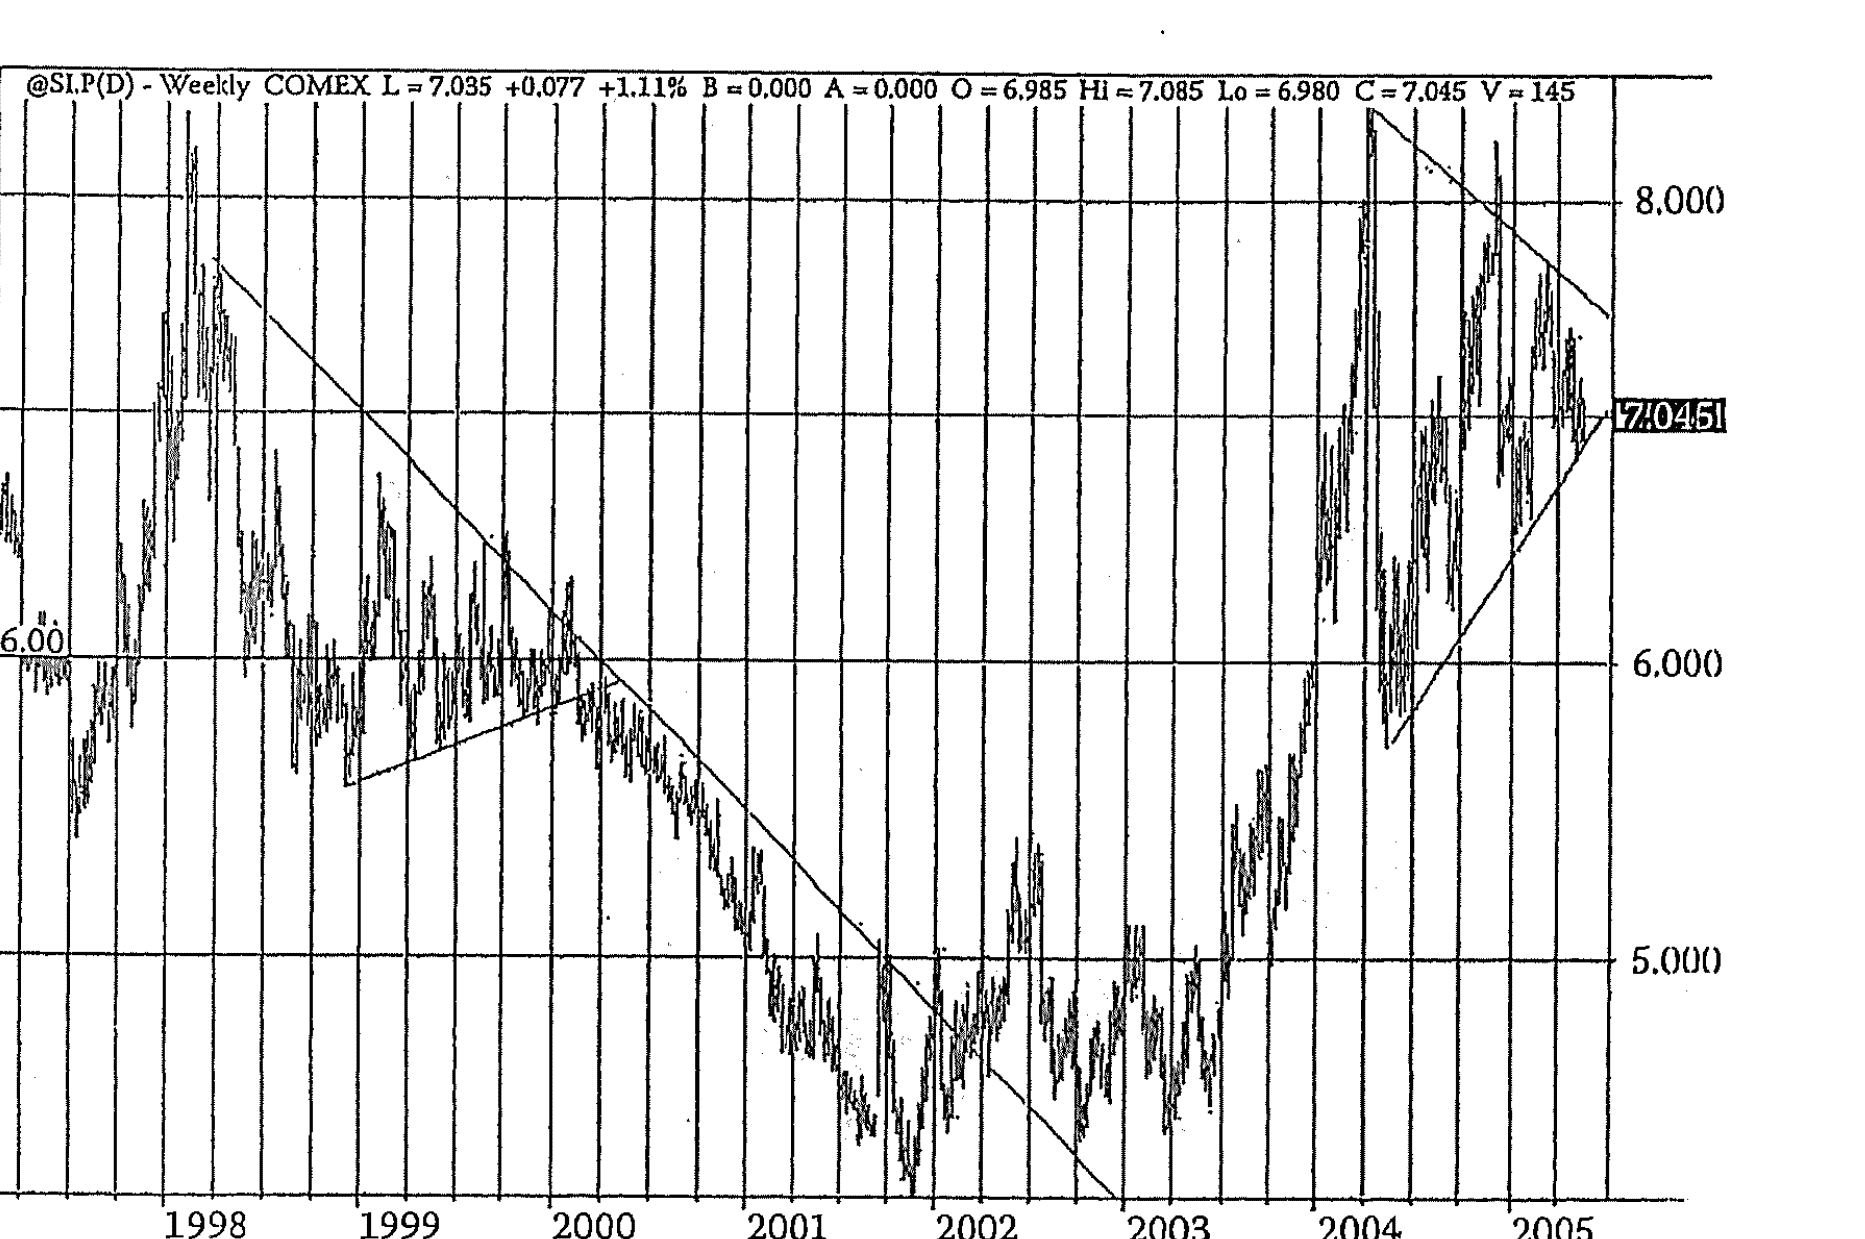 @SI.P(D) - Weekly COMEX L = 7.035 +0.077 +1.11% B = 0.000 A = 0.000 O = 6.985 Hi = 7.085 Lo = 6.980 C = 7.045 V = 145
8.000
7.045
6.00
6.000
5.000
1998 1999 2000 2001 2002 2003 2004 2005